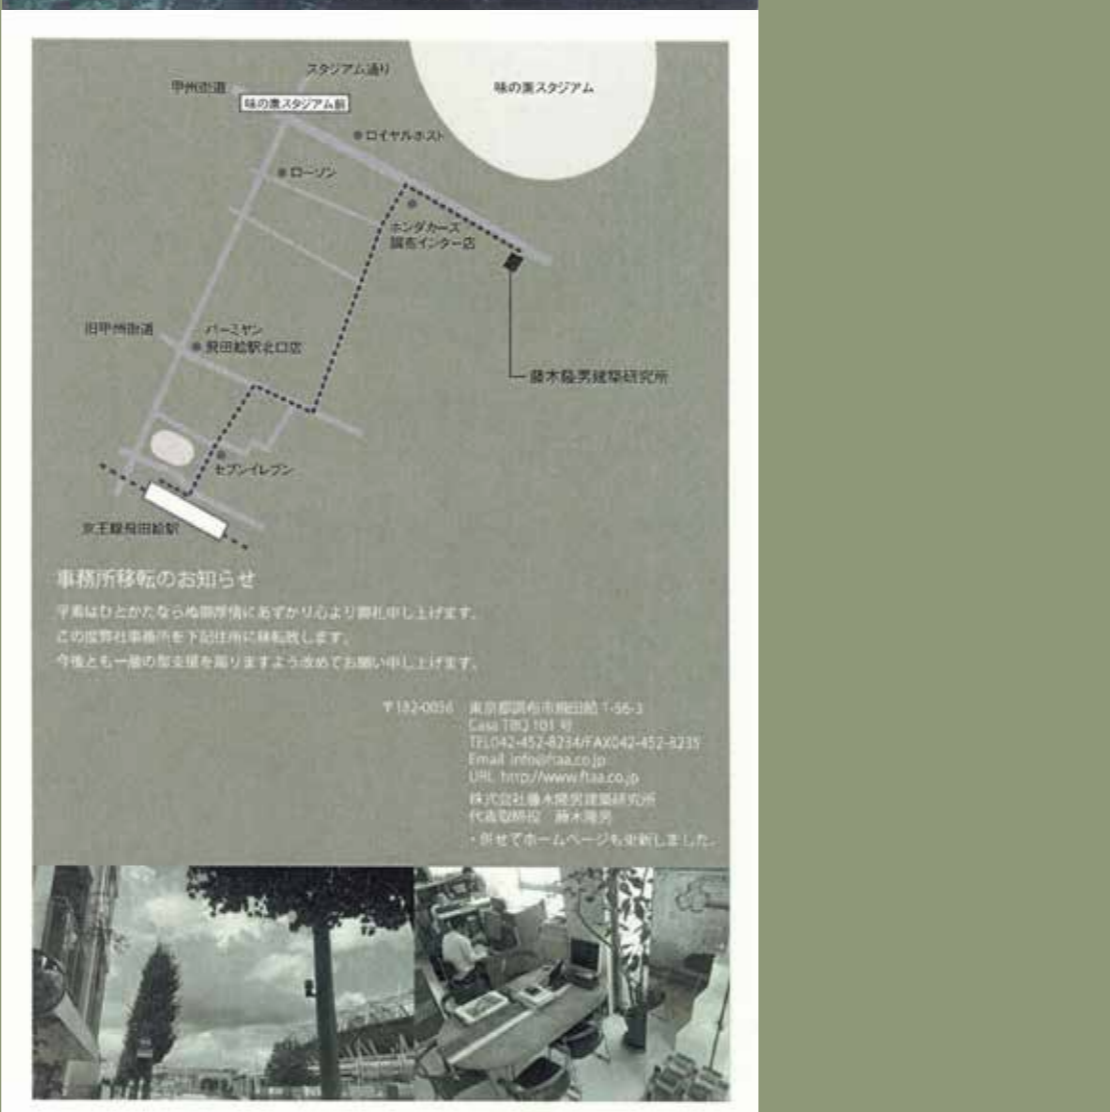 スタジアム通り
甲州街道
味の素スタジアム前
味の素スタジアム
ロイヤルホスト
ローソン
ホンダカーズ
調布インター店
旧甲州街道
バーミヤン
飛田給駅北口店
藤木隆男建築研究所
セブンイレブン
京王線飛田給駅
事務所移転のお知らせ
平素はひとかたならぬ御厚情にあずかり心より御礼申し上げます。
この度弊社事務所を下記住所に移転致します。
今後とも一層の御支援を賜りますよう改めてお願い申し上げます。
〒182-0036 東京都調布市飛田給 1-56-3
Casa TBQ 101 号
TEL042-452-8234/FAX042-452-8235
Email info@ftaa.co.jp
URL http://www.ftaa.co.jp
株式会社藤木隆男建築研究所
代表取締役 藤木隆男
・併せてホームページも更新しました。